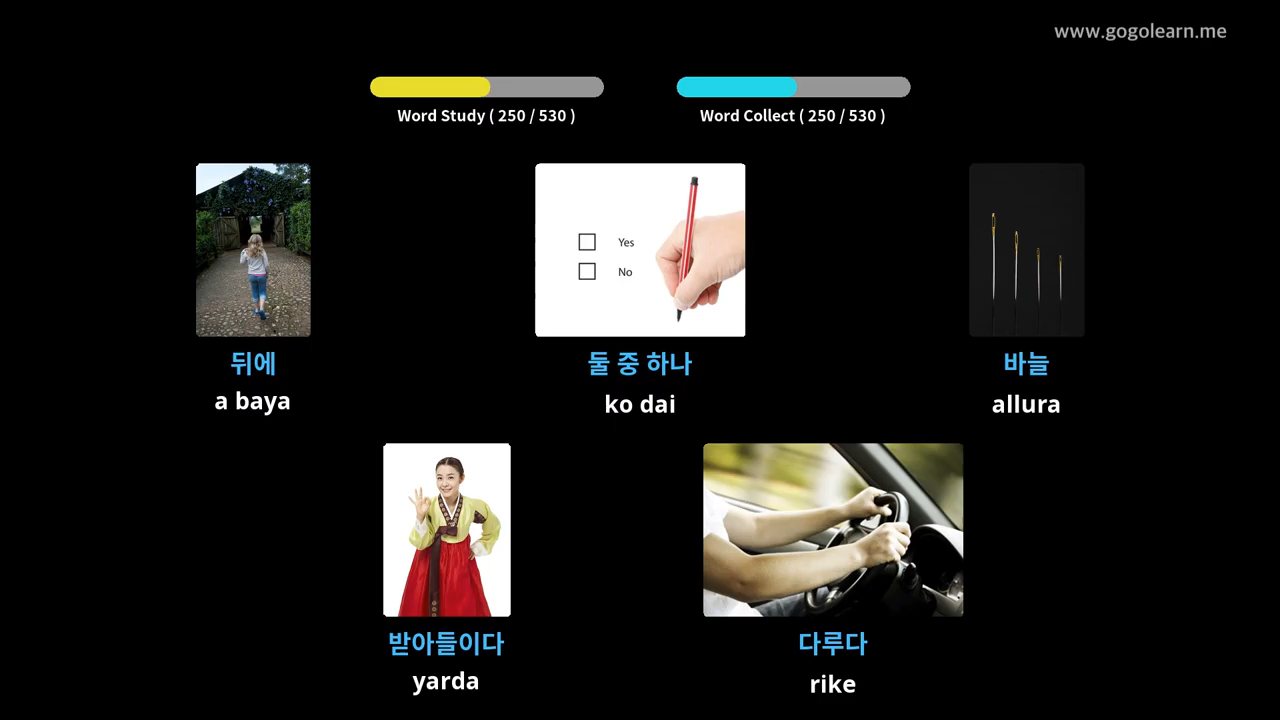 www.gogolearn.me
Word Study ( 250 / 530 )
Word Collect ( 250 / 530 )
Yes
No
뒤에
a baya
둘 중 하나
ko dai
바늘
allura
받아들이다
yarda
다루다
rike